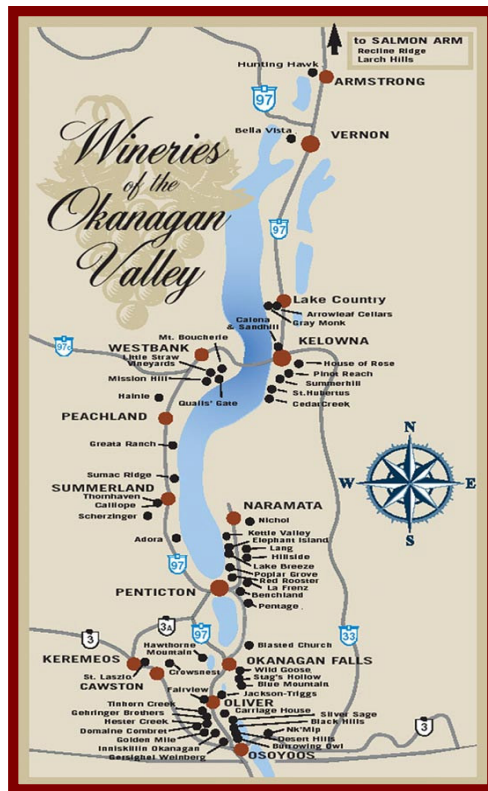 to SALMON ARM
Recline Ridge
Larch Hills
Hunting Hawk
ARMSTRONG
97
Bella Vista
VERNON
Wineries
of the
Okanagan
Valley
97
Lake Country
Arrowleaf Cellars
Gray Monk
Calona
& Sandhill
KELOWNA
97c
Mt. Boucherie
WESTBANK
Little Straw
Vineyards
Mission Hill
Quails' Gate
House of Rose
Pinot Reach
Summerhill
St.Hubertus
CedarCreek
Hainle
PEACHLAND
Greata Ranch
N
W
E
S
Sumac Ridge
SUMMERLAND
Thornhaven
Calliope
Scherzinger
Adora
NARAMATA
Nichol
Kettle Valley
Elephant Island
Lang
Hillside
Lake Breeze
Poplar Grove
Red Rooster
La Frenz
Benchland
Pentage
97
PENTICTON
3
3A
97
33
Hawthorne
Mountain
Blasted Church
KEREMEOS
OKANAGAN FALLS
St. Laszlo
Crowsnest
CAWSTON
Wild Goose
Stag's Hollow
Blue Mountain
Fairview
Jackson-Triggs
OLIVER
Tinhorn Creek
Gehringer Brothers
Hester Creek
Domaine Combret
Golden Mile
Inniskillin Okanagan
Gersighel Weinberg
Carriage House
Silver Sage
Black Hills
Nk'Mip
Desert Hills
Burrowing Owl
3
OSOYOOS